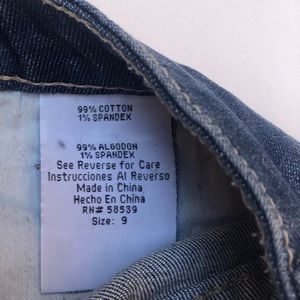 99% COTTON
1% SPANDEX
99% ALGODON
1% SPANDEX
See Reverse for Care
Instrucciones Al Reverso
Made in China
Hecho En China
RN# 58539
Size: 9